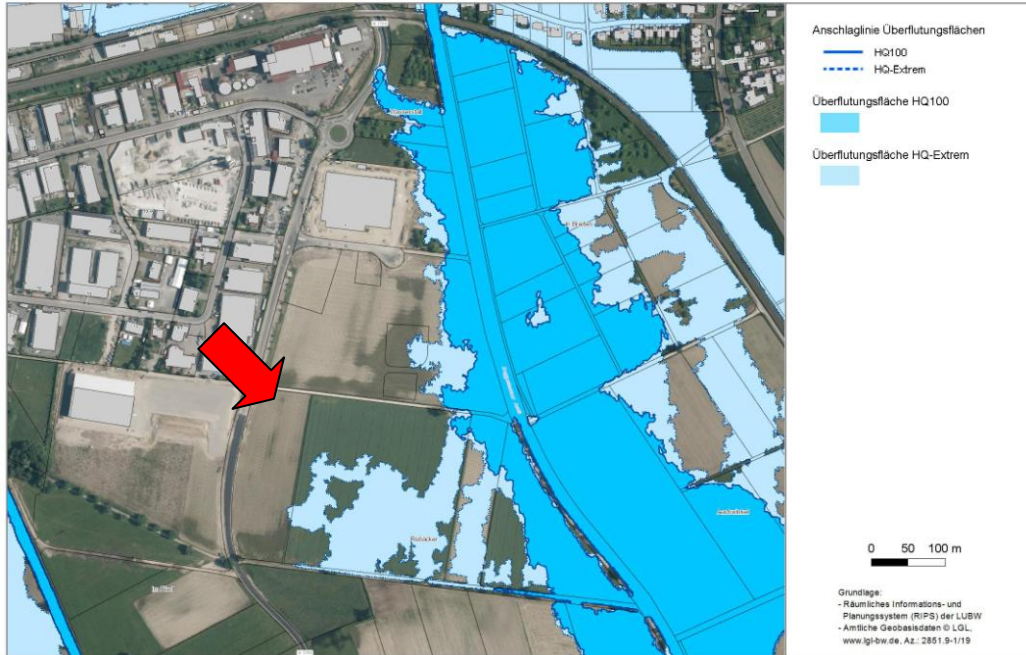 Anschlaglinie Überflutungsflächen
HQ100
HQ-Extrem
Überflutungsfläche HQ100
Überflutungsfläche HQ-Extrem
0 50 100 m
Grundlage:
- Räumliches Informations- und
Planungssystem (RIPS) der LUBW
- Amtliche Geobasisdaten © LGL,
www.lgl-bw.de, Az.: 2851.9-1/19